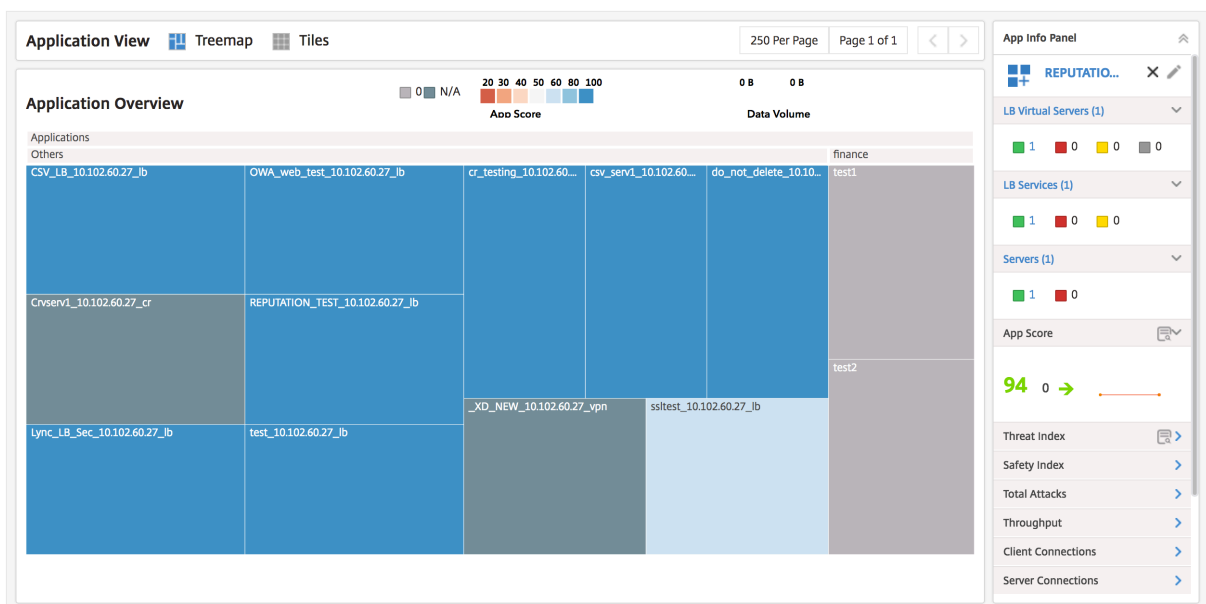 Application View Treemap Tiles 250 Per Page Page 1 of 1
Application Overview
0 N/A
20 30 40 50 60 80 100
App Score
0 B 0 B
Data Volume
Applications
Others finance
CSV_LB_10.102.60.27_lb OWA_web_test_10.102.60.27_lb cr_testing_10.102.60... csv_serv1_10.102.60... do_not_delete_10.10... test1
Crvserv1_10.102.60.27_cr REPUTATION_TEST_10.102.60.27_lb
test2
_XD_NEW_10.102.60.27_vpn ssltest_10.102.60.27_lb
Lync_LB_Sec_10.102.60.27_lb test_10.102.60.27_lb
App Info Panel
REPUTATIO...
LB Virtual Servers (1)
1 0 0 0
LB Services (1)
1 0 0
Servers (1)
1 0
App Score
94 0
Threat Index
Safety Index
Total Attacks
Throughput
Client Connections
Server Connections